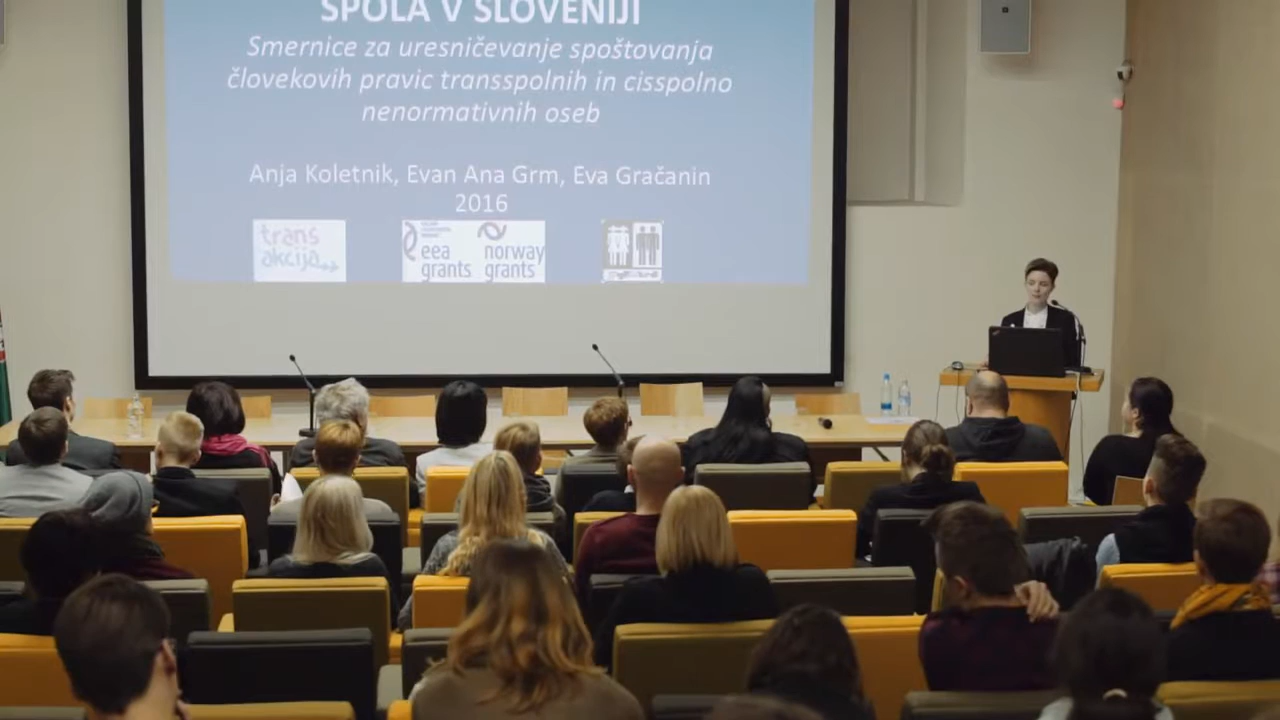 SPOLA V SLOVENIJI
Smernice za uresničevanje spoštovanja
človekovih pravic transspolnih in cisspolno
nenormativnih oseb
Anja Koletnik, Evan Ana Grm, Eva Gračanin
2016
trans
akcija
eea
grants
norway
grants